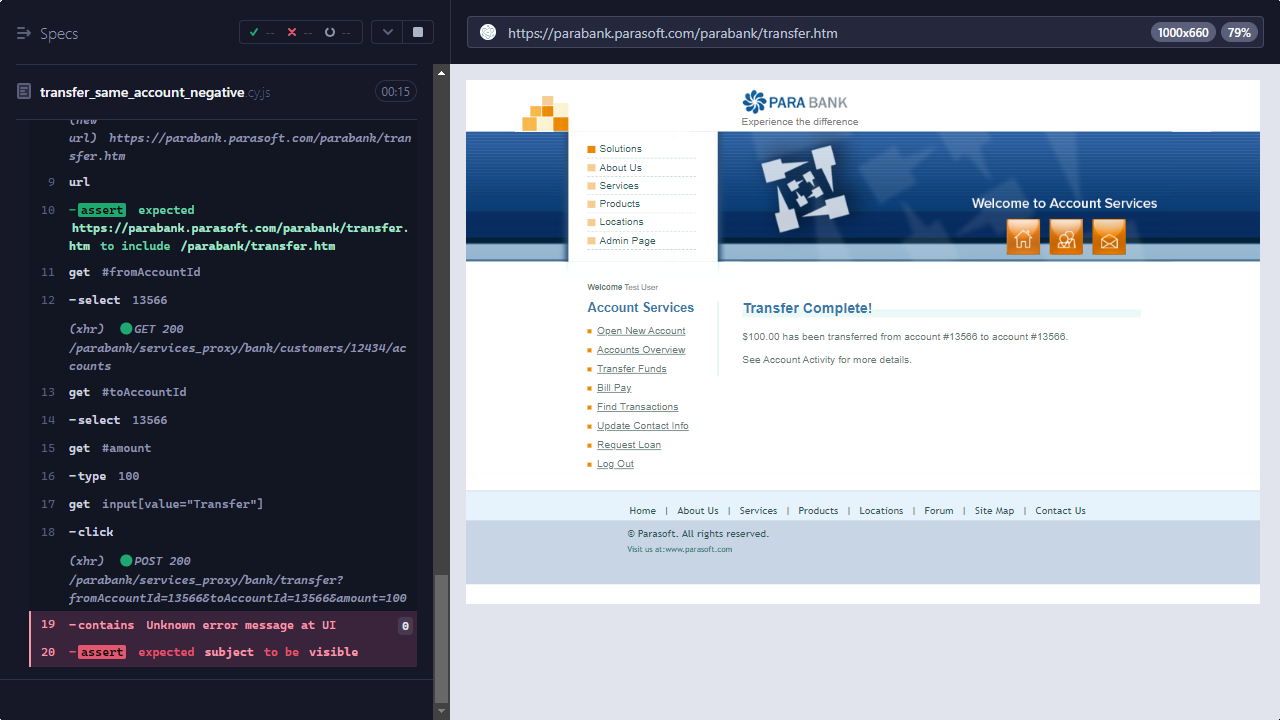 Specs
-- -- --
transfer_same_account_negative.cy.js
00:15
(new
url) https://parabank.parasoft.com/parabank/tran
sfer.htm
9 url
10 -assert expected
https://parabank.parasoft.com/parabank/transfer.
htm to include /parabank/transfer.htm
11 get #fromAccountId
12 -select 13566
(xhr) GET 200
/parabank/services_proxy/bank/customers/12434/ac
counts
13 get #toAccountId
14 -select 13566
15 get #amount
16 -type 100
17 get input[value="Transfer"]
18 -click
(xhr) POST 200
/parabank/services_proxy/bank/transfer?
fromAccountId=13566&toAccountId=13566&amount=100
19 -contains Unknown error message at UI 0
20 -assert expected subject to be visible
https://parabank.parasoft.com/parabank/transfer.htm
1000x660
79%
PARA BANK
Experience the difference
Solutions
About Us
Services
Products
Locations
Admin Page
Welcome to Account Services
Welcome Test User
Account Services
Open New Account
Accounts Overview
Transfer Funds
Bill Pay
Find Transactions
Update Contact Info
Request Loan
Log Out
Transfer Complete!
$100.00 has been transferred from account #13566 to account #13566.
See Account Activity for more details.
Home | About Us | Services | Products | Locations | Forum | Site Map | Contact Us
© Parasoft. All rights reserved.
Visit us at:www.parasoft.com